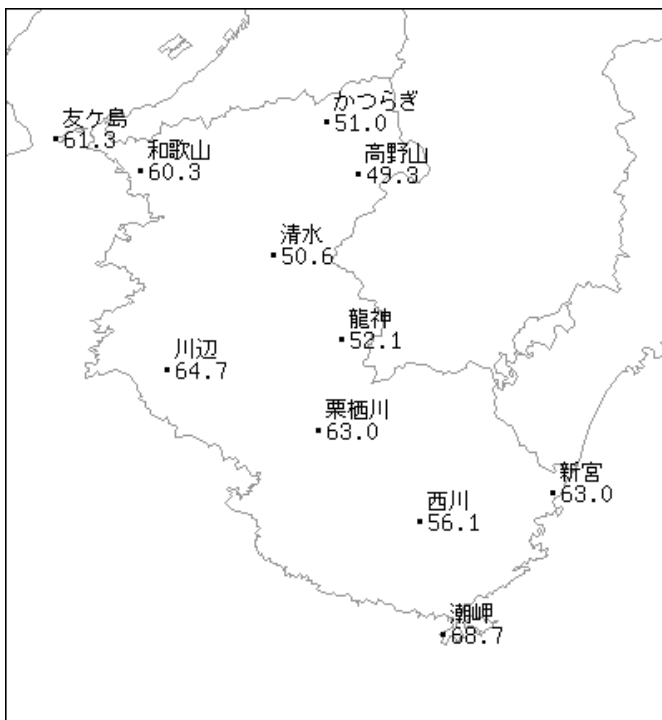 かつらぎ
51.0
友ケ島
61.3
和歌山
60.3
高野山
49.3
清水
50.6
龍神
52.1
川辺
64.7
栗栖川
63.0
新宮
63.0
西川
56.1
潮岬
68.7